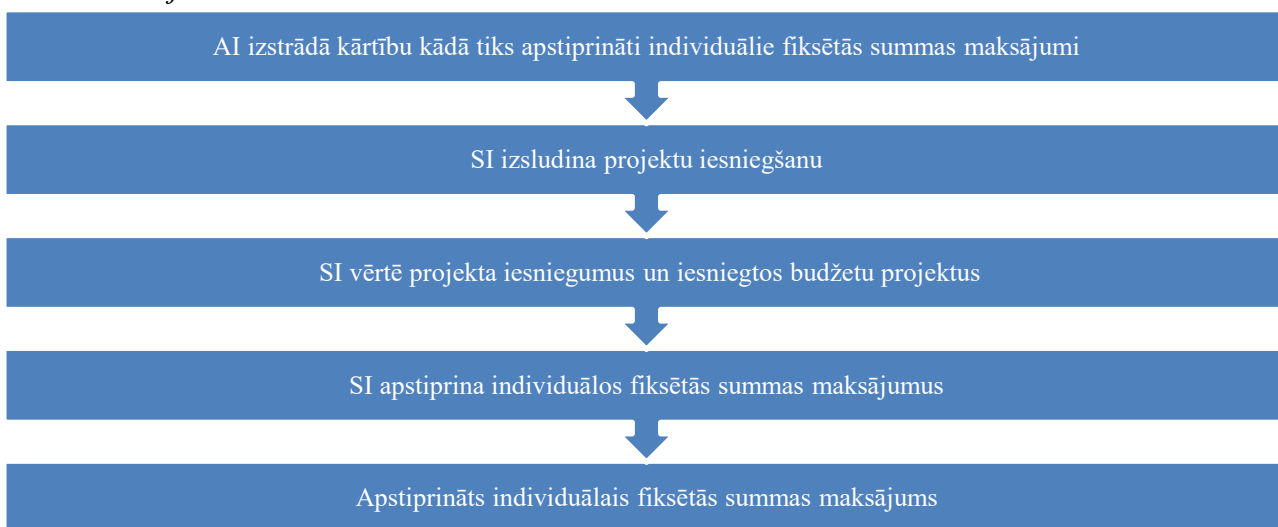 AI izstrādā kārtību kādā tiks apstiprināti individuālie fiksētās summas maksājumi
SI izsludina projektu iesniegšanu
SI vērtē projekta iesniegumus un iesniegtos budžetu projektus
SI apstiprina individuālos fiksētās summas maksājumus
Apstiprināts individuālais fiksētās summas maksājums